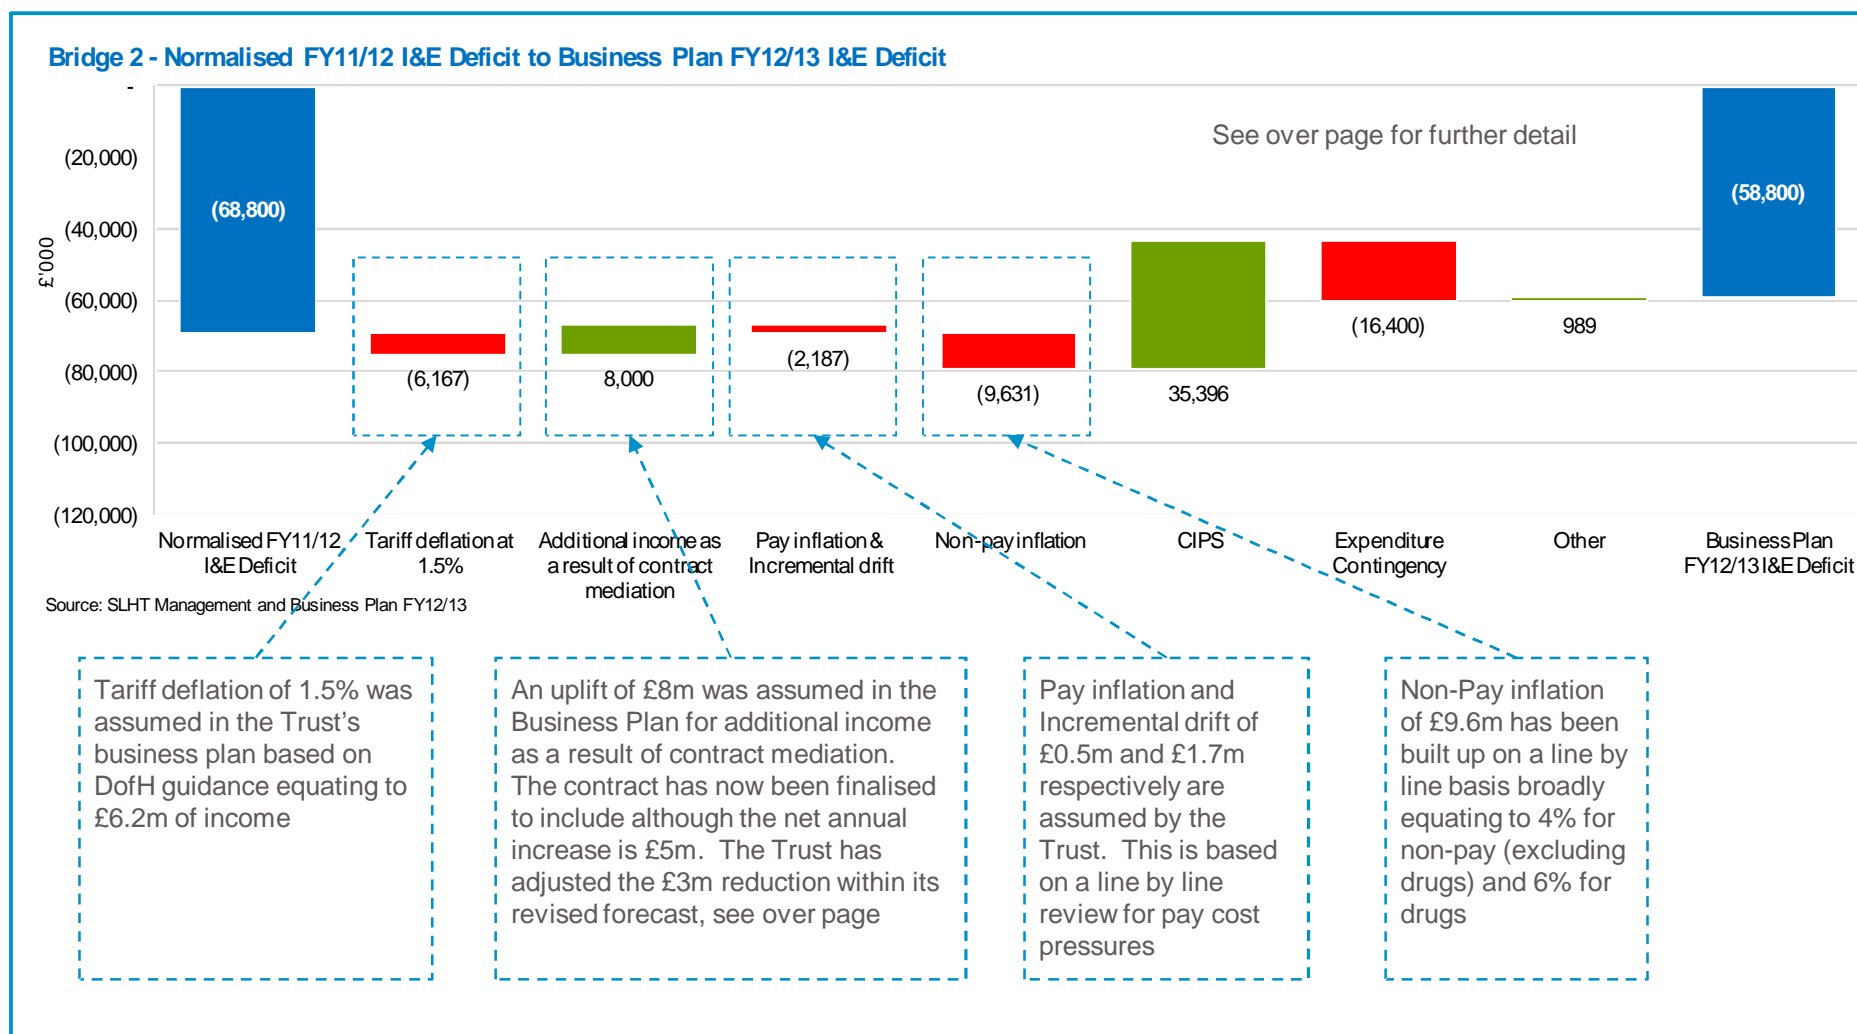 Bridge 2 - Normalised FY11/12 I&E Deficit to Business Plan FY12/13 I&E Deficit
-
(20,000)
(40,000)
(60,000)
(80,000)
(100,000)
(120,000)
£'000
See over page for further detail
(68,800)
(6,167)
8,000
(2,187)
(9,631)
35,396
(16,400)
989
(58,800)
Normalised FY11/12
I&E Deficit
Tariff deflation at
1.5%
Additional income as
a result of contract
mediation
Pay inflation &
Incremental drift
Non-pay inflation
CIPS
Expenditure
Contingency
Other
Business Plan
FY12/13 I&E Deficit
Source: SLHT Management and Business Plan FY12/13
Tariff deflation of 1.5% was
assumed in the Trust's
business plan based on
DofH guidance equating to
£6.2m of income
An uplift of £8m was assumed in the
Business Plan for additional income
as a result of contract mediation.
The contract has now been finalised
to include although the net annual
increase is £5m.  The Trust has
adjusted the £3m reduction within its
revised forecast, see over page
Pay inflation and
Incremental drift of
£0.5m and £1.7m
respectively are
assumed by the
Trust.  This is based
on a line by line
review for pay cost
pressures
Non-Pay inflation
of £9.6m has been
built up on a line by
line basis broadly
equating to 4% for
non-pay (excluding
drugs) and 6% for
drugs